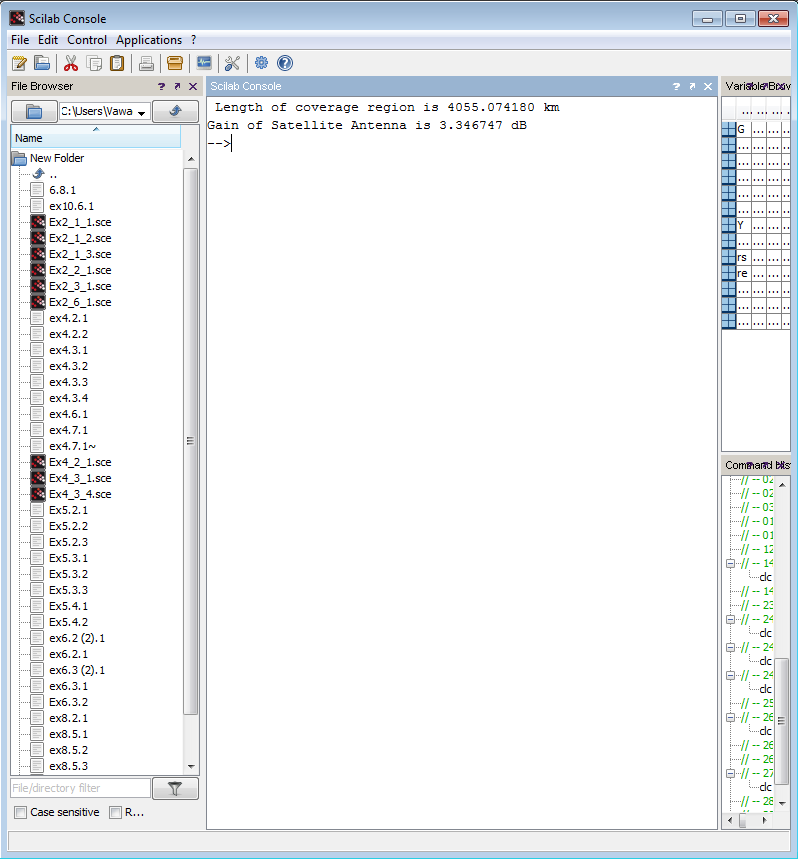 Scilab Console
File Edit Control Applications ?
File Browser
C:\Users\Vawa
Name
New Folder
..
6.8.1
ex10.6.1
Ex2_1_1.sce
Ex2_1_2.sce
Ex2_1_3.sce
Ex2_2_1.sce
Ex2_3_1.sce
Ex2_6_1.sce
ex4.2.1
ex4.2.2
ex4.3.1
ex4.3.2
ex4.3.3
ex4.3.4
ex4.6.1
ex4.7.1
ex4.7.1~
Ex4_2_1.sce
Ex4_3_1.sce
Ex4_3_4.sce
Ex5.2.1
Ex5.2.2
Ex5.2.3
Ex5.3.1
Ex5.3.2
Ex5.3.3
Ex5.4.1
Ex5.4.2
ex6.2 (2).1
ex6.2.1
ex6.3 (2).1
ex6.3.1
Ex6.3.2
ex8.2.1
ex8.5.1
ex8.5.2
ex8.5.3
File/directory filter
Case sensitive R...
Scilab Console
Length of coverage region is 4055.074180 km
Gain of Satellite Antenna is 3.346747 dB
-->
Variable
... ... ...
G ... ... ...
... ... ... ...
... ... ... ...
... ... ... ...
... ... ... ...
... ... ... ...
Y ... ... ...
... ... ... ...
rs ... ... ...
re ... ... ...
... ... ... ...
... ... ... ...
... ... ... ...
Command
// -- 02
// -- 02
// -- 03
// -- 01
// -- 01
// -- 12
// -- 14
clc
// -- 14
// -- 23
// -- 24
clc
// -- 24
clc
// -- 24
clc
// -- 25
// -- 26
clc
// -- 26
// -- 26
// -- 27
clc
// -- 28